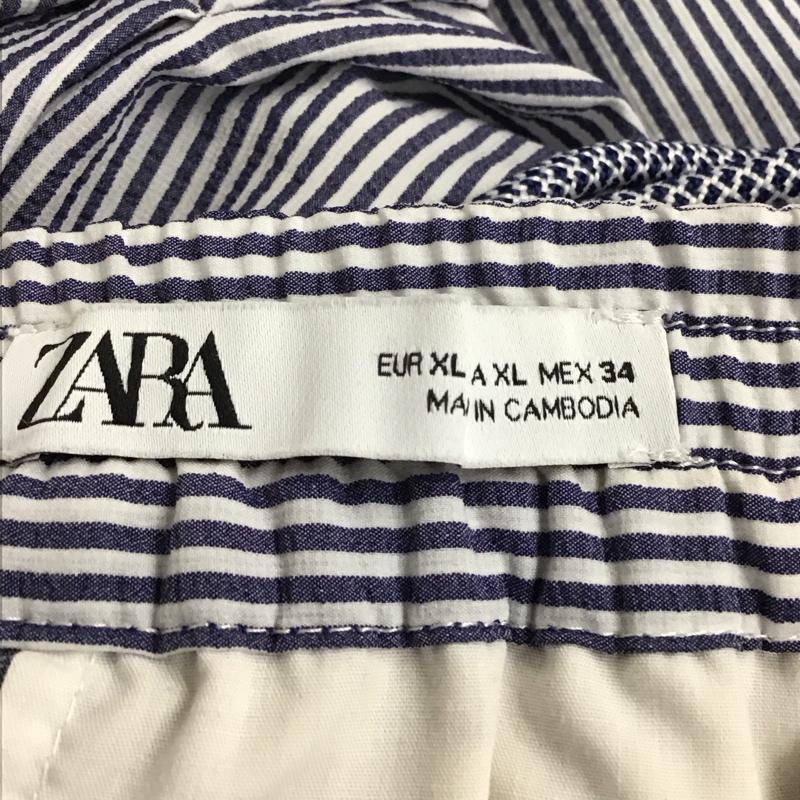 ZARA
EUR XL A XL MEX 34
MA IN CAMBODIA